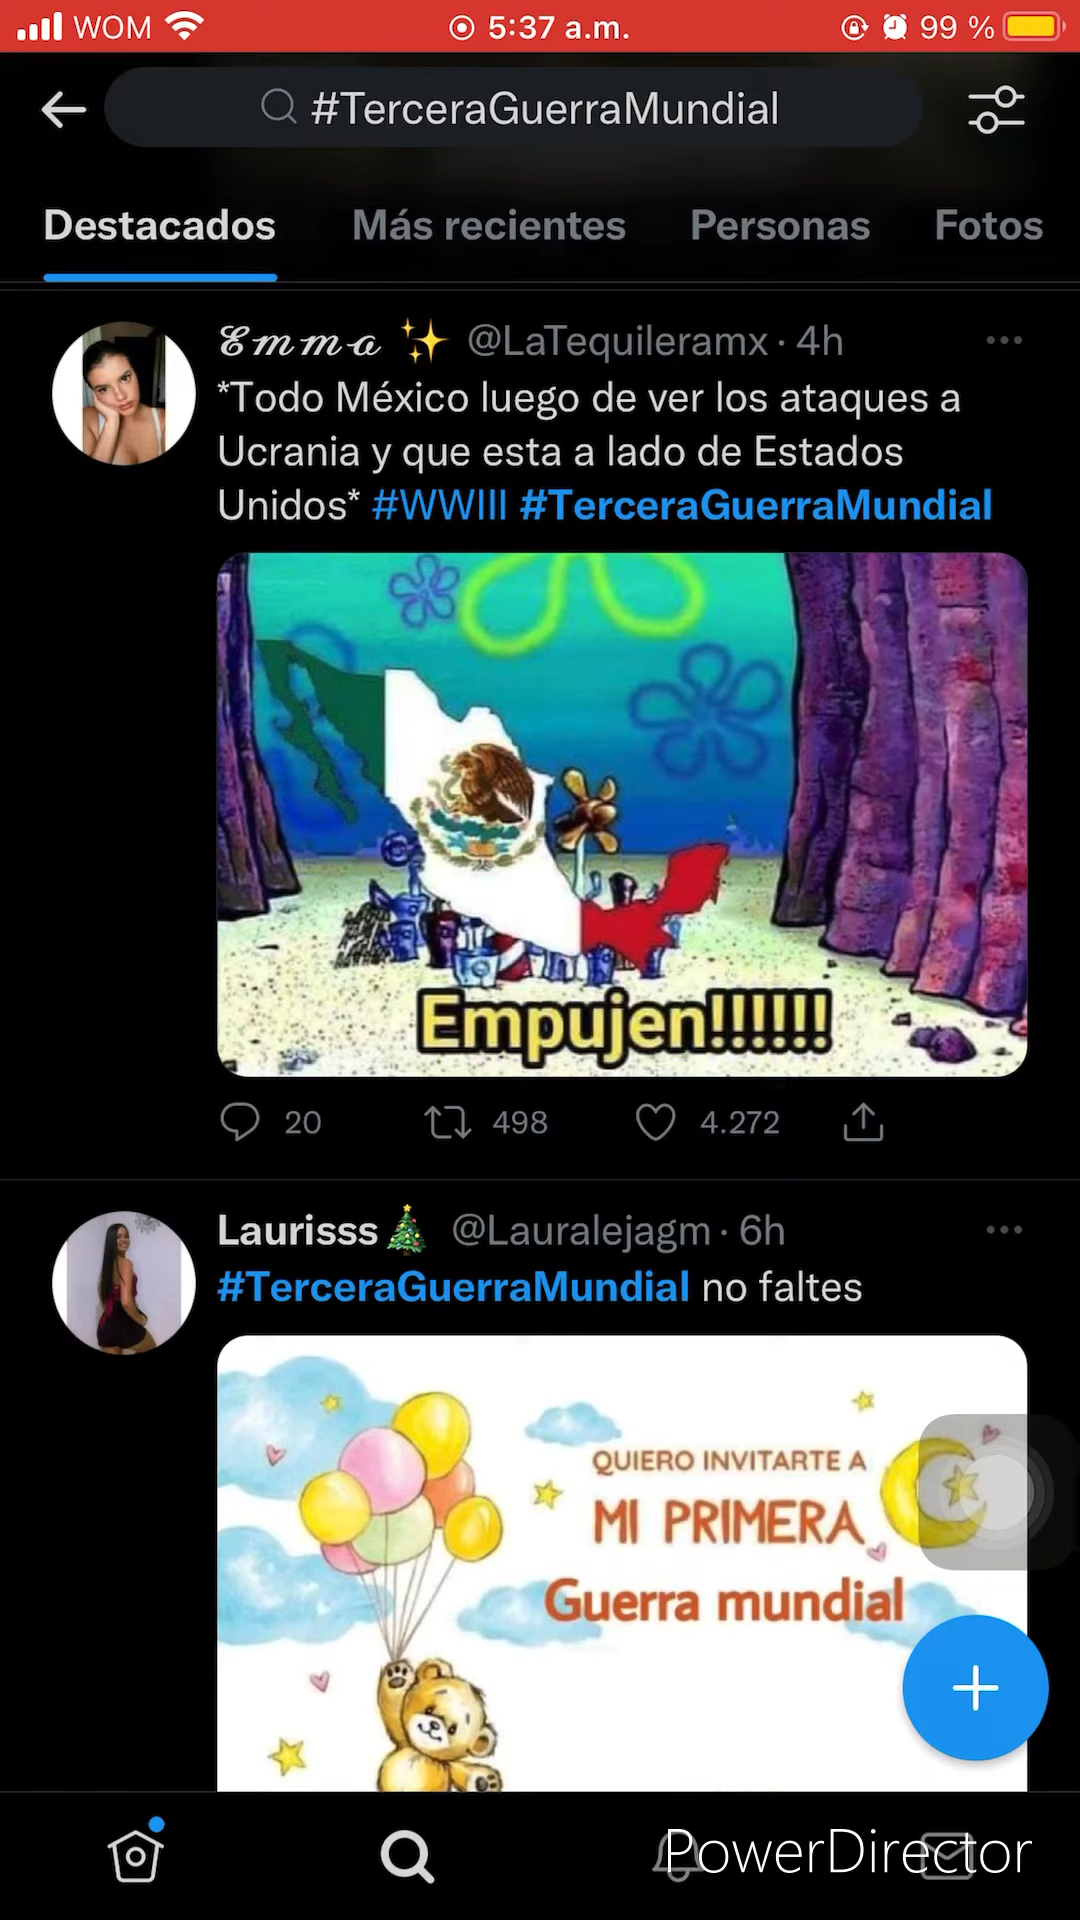 WOM 5:37 a.m. 99 %
#TerceraGuerraMundial
Destacados Más recientes Personas Fotos
𝓔𝓶𝓶𝓪 ✨ @LaTequileramx · 4h
*Todo México luego de ver los ataques a
Ucrania y que esta a lado de Estados
Unidos* #WWIII #TerceraGuerraMundial
Empujen!!!!!!
20 498 4.272
Laurisss🎄 @Lauralejagm · 6h
#TerceraGuerraMundial no faltes
QUIERO INVITARTE A
MI PRIMERA
Guerra mundial
PowerDirector